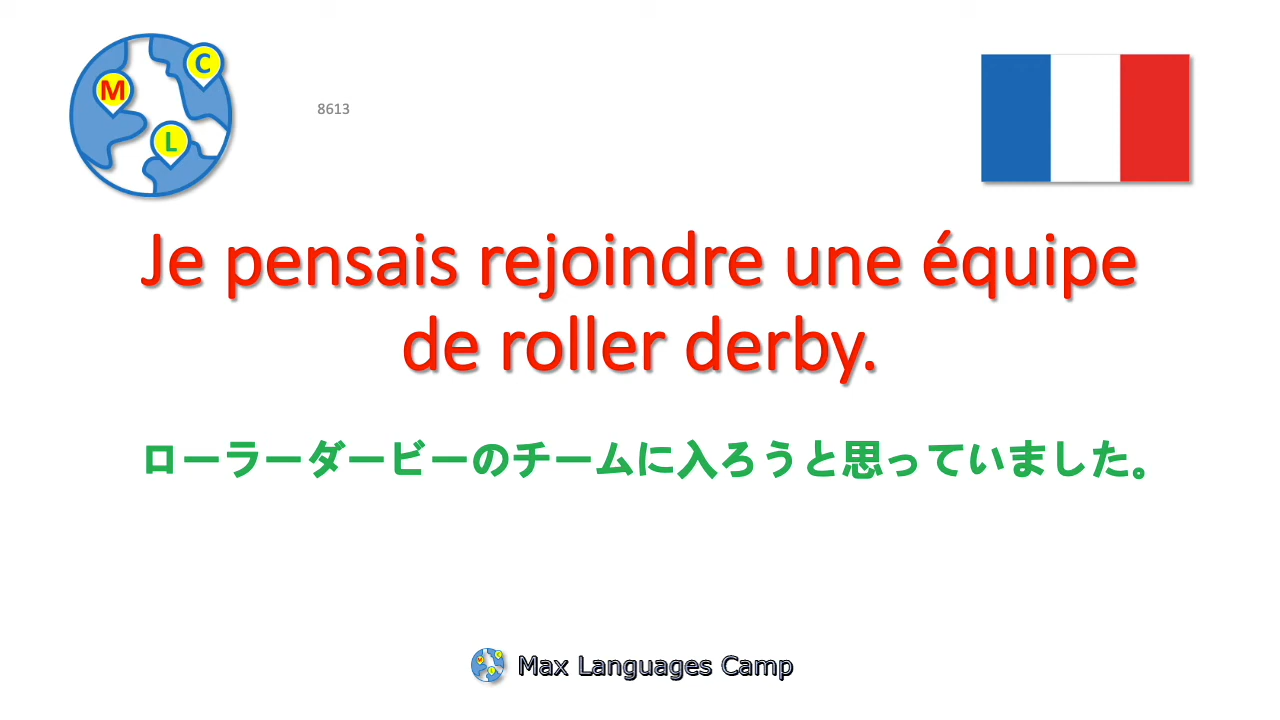 M
C
L
8613
Je pensais rejoindre une équipe
de roller derby.
ローラーダービーのチームに入ろうと思っていました。
Max Languages Camp